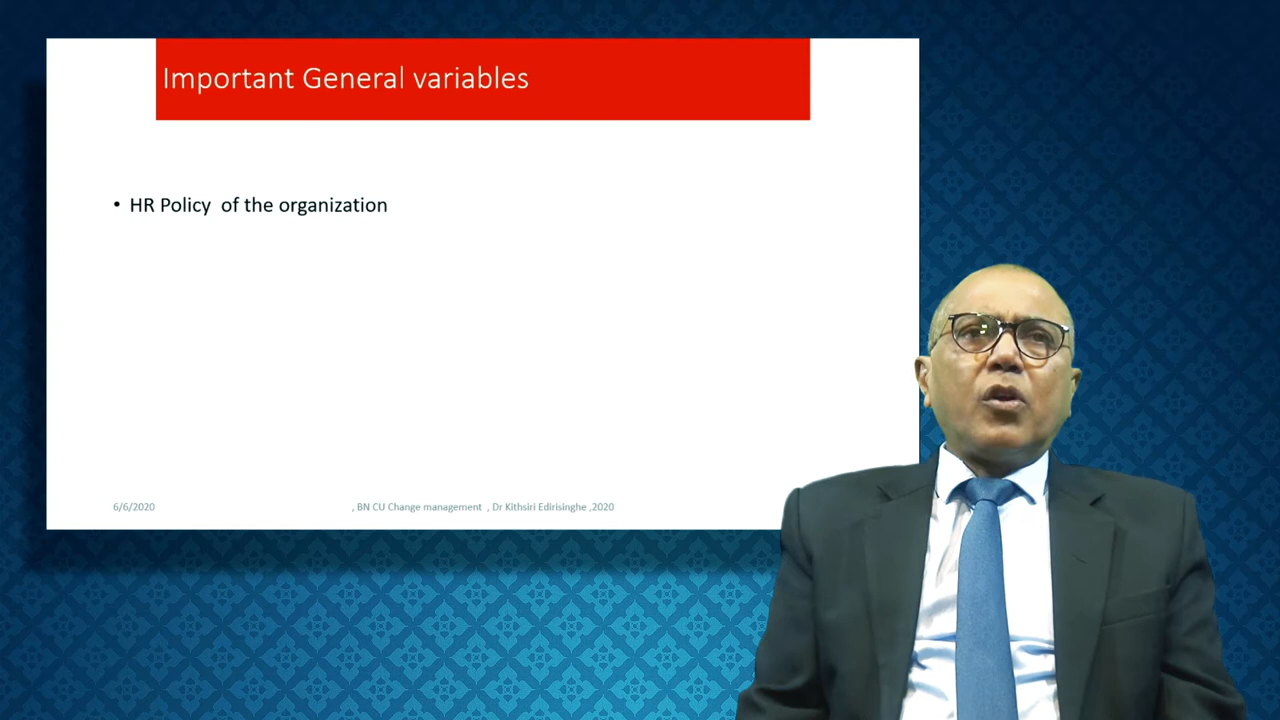 Important General variables
• HR Policy  of the organization
6/6/2020
, BN CU Change management  , Dr Kithsiri Edirisinghe ,2020